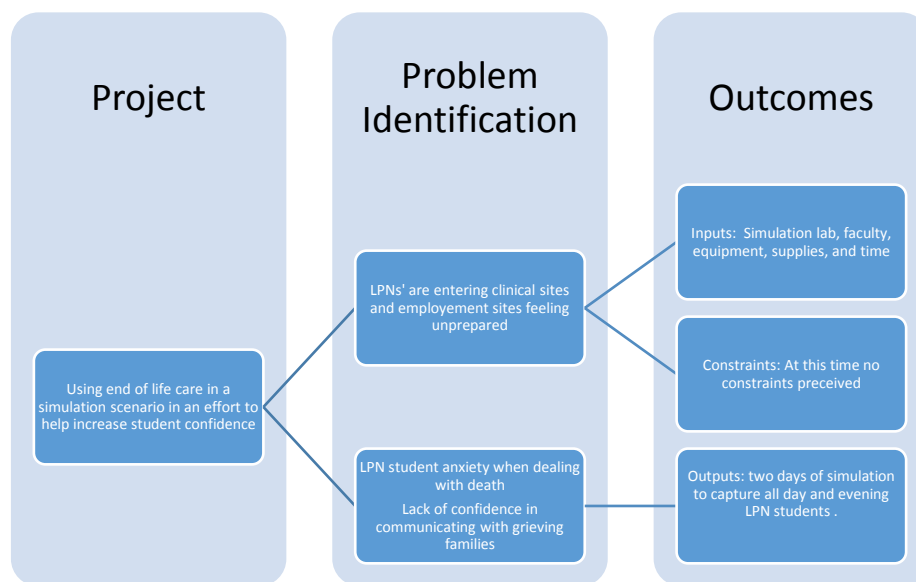 Project
Using end of life care in a
simulation scenario in an effort to
help increase student confidence
Problem
Identification
LPNs' are entering clinical sites
and employement sites feeling
unprepared
LPN student anxiety when dealing
with death
Lack of confidence in
communicating with grieving
families
Outcomes
Inputs:  Simulation lab, faculty,
equipment, supplies, and time
Constraints: At this time no
constraints preceived
Outputs: two days of simulation
to capture all day and evening
LPN students .